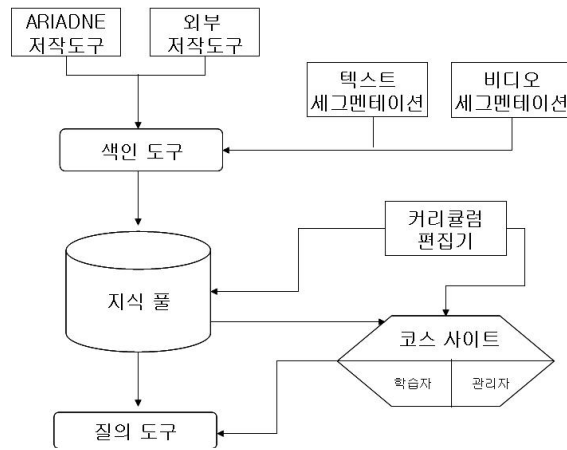 ARIADNE
저작도구
외부
저작도구
텍스트
세그멘테이션
비디오
세그멘테이션
색인 도구
커리큘럼
편집기
지식 풀
코스 사이트
학습자
관리자
질의 도구